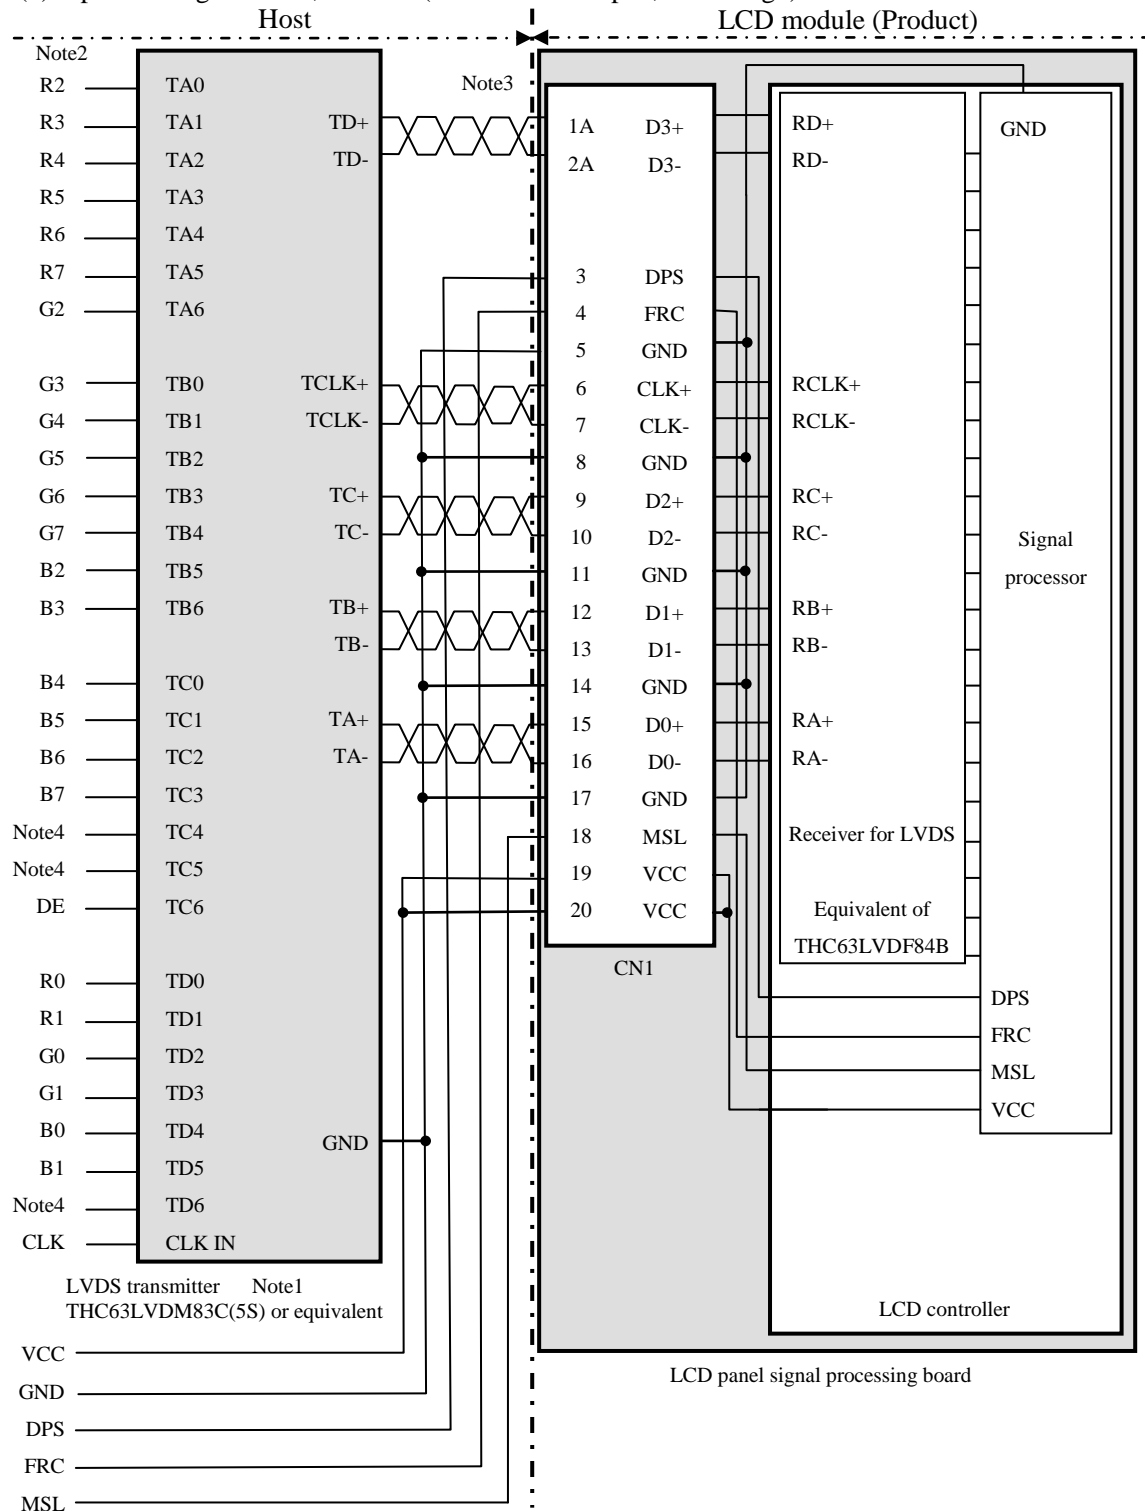 Host
LCD module (Product)
Note2
R2 TA0
R3 TA1
R4 TA2
R5 TA3
R6 TA4
R7 TA5
G2 TA6
G3 TB0
G4 TB1
G5 TB2
G6 TB3
G7 TB4
B2 TB5
B3 TB6
B4 TC0
B5 TC1
B6 TC2
B7 TC3
Note4 TC4
Note4 TC5
DE TC6
R0 TD0
R1 TD1
G0 TD2
G1 TD3
B0 TD4
B1 TD5
Note4 TD6
CLK CLK IN
TD+
TD-
TCLK+
TCLK-
TC+
TC-
TB+
TB-
TA+
TA-
GND
LVDS transmitter Note1
THC63LVDM83C(5S) or equivalent
VCC
GND
DPS
FRC
MSL
Note3
1A D3+
2A D3-
3 DPS
4 FRC
5 GND
6 CLK+
7 CLK-
8 GND
9 D2+
10 D2-
11 GND
12 D1+
13 D1-
14 GND
15 D0+
16 D0-
17 GND
18 MSL
19 VCC
20 VCC
CN1
RD+
RD-
RCLK+
RCLK-
RC+
RC-
RB+
RB-
RA+
RA-
Receiver for LVDS
Equivalent of
THC63LVDF84B
GND
Signal
processor
DPS
FRC
MSL
VCC
LCD controller
LCD panel signal processing board